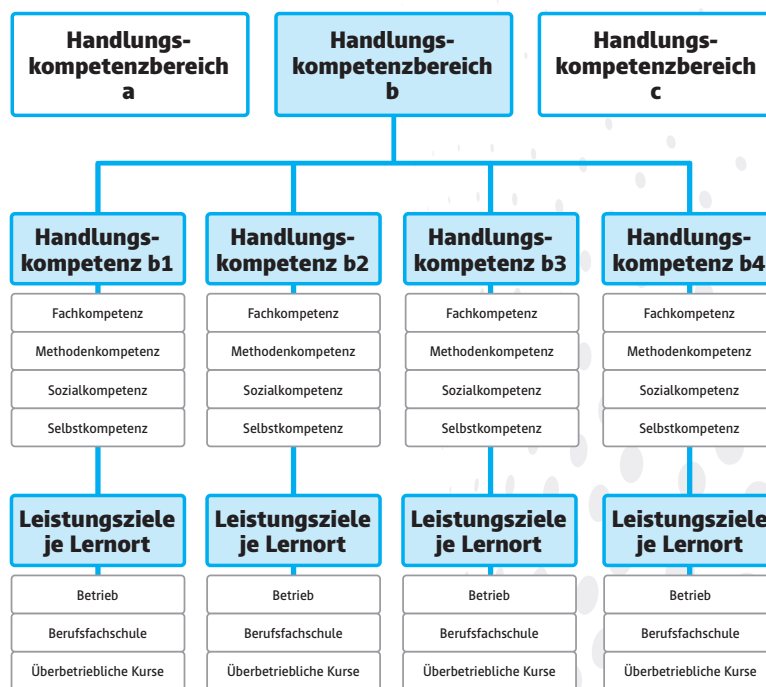 Handlungs-
kompetenzbereich
a
Handlungs-
kompetenzbereich
b
Handlungs-
kompetenzbereich
c
Handlungs-
kompetenz b1
Fachkompetenz
Methodenkompetenz
Sozialkompetenz
Selbstkompetenz
Leistungsziele
je Lernort
Betrieb
Berufsfachschule
Überbetriebliche Kurse
Handlungs-
kompetenz b2
Fachkompetenz
Methodenkompetenz
Sozialkompetenz
Selbstkompetenz
Leistungsziele
je Lernort
Betrieb
Berufsfachschule
Überbetriebliche Kurse
Handlungs-
kompetenz b3
Fachkompetenz
Methodenkompetenz
Sozialkompetenz
Selbstkompetenz
Leistungsziele
je Lernort
Betrieb
Berufsfachschule
Überbetriebliche Kurse
Handlungs-
kompetenz b4
Fachkompetenz
Methodenkompetenz
Sozialkompetenz
Selbstkompetenz
Leistungsziele
je Lernort
Betrieb
Berufsfachschule
Überbetriebliche Kurse